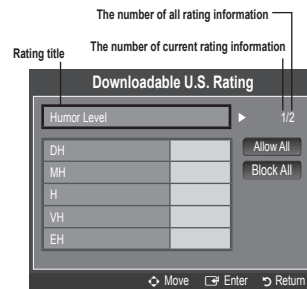 The number of all rating information
The number of current rating information
Rating title
Downloadable U.S. Rating
Humor Level ► 1/2
DH
Allow All
MH
Block All
H
VH
EH
Move Enter Return